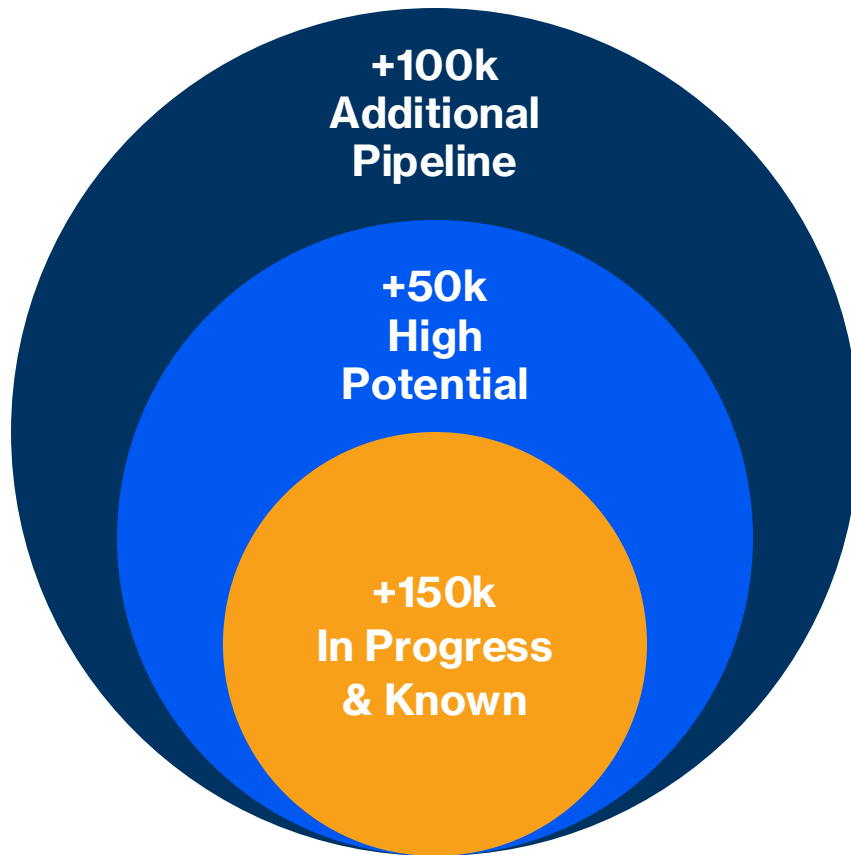 +100k
Additional
Pipeline
+50k
High
Potential
+150k
In Progress
& Known